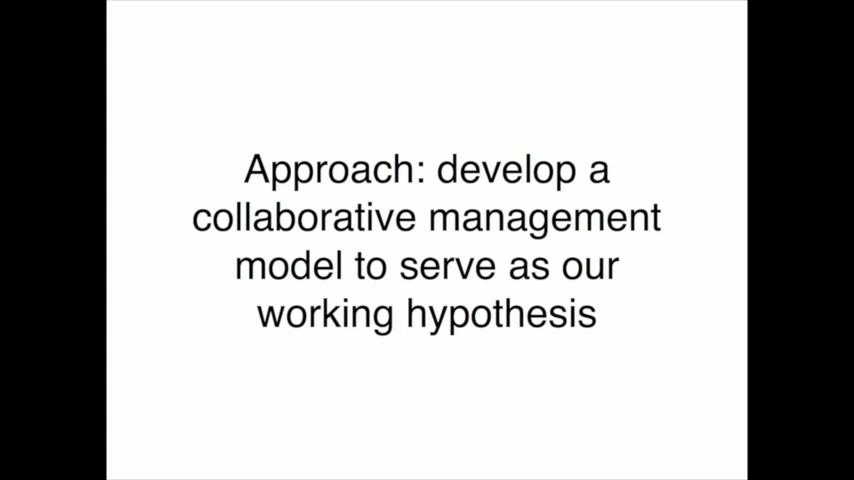 Approach: develop a
collaborative management
model to serve as our
working hypothesis